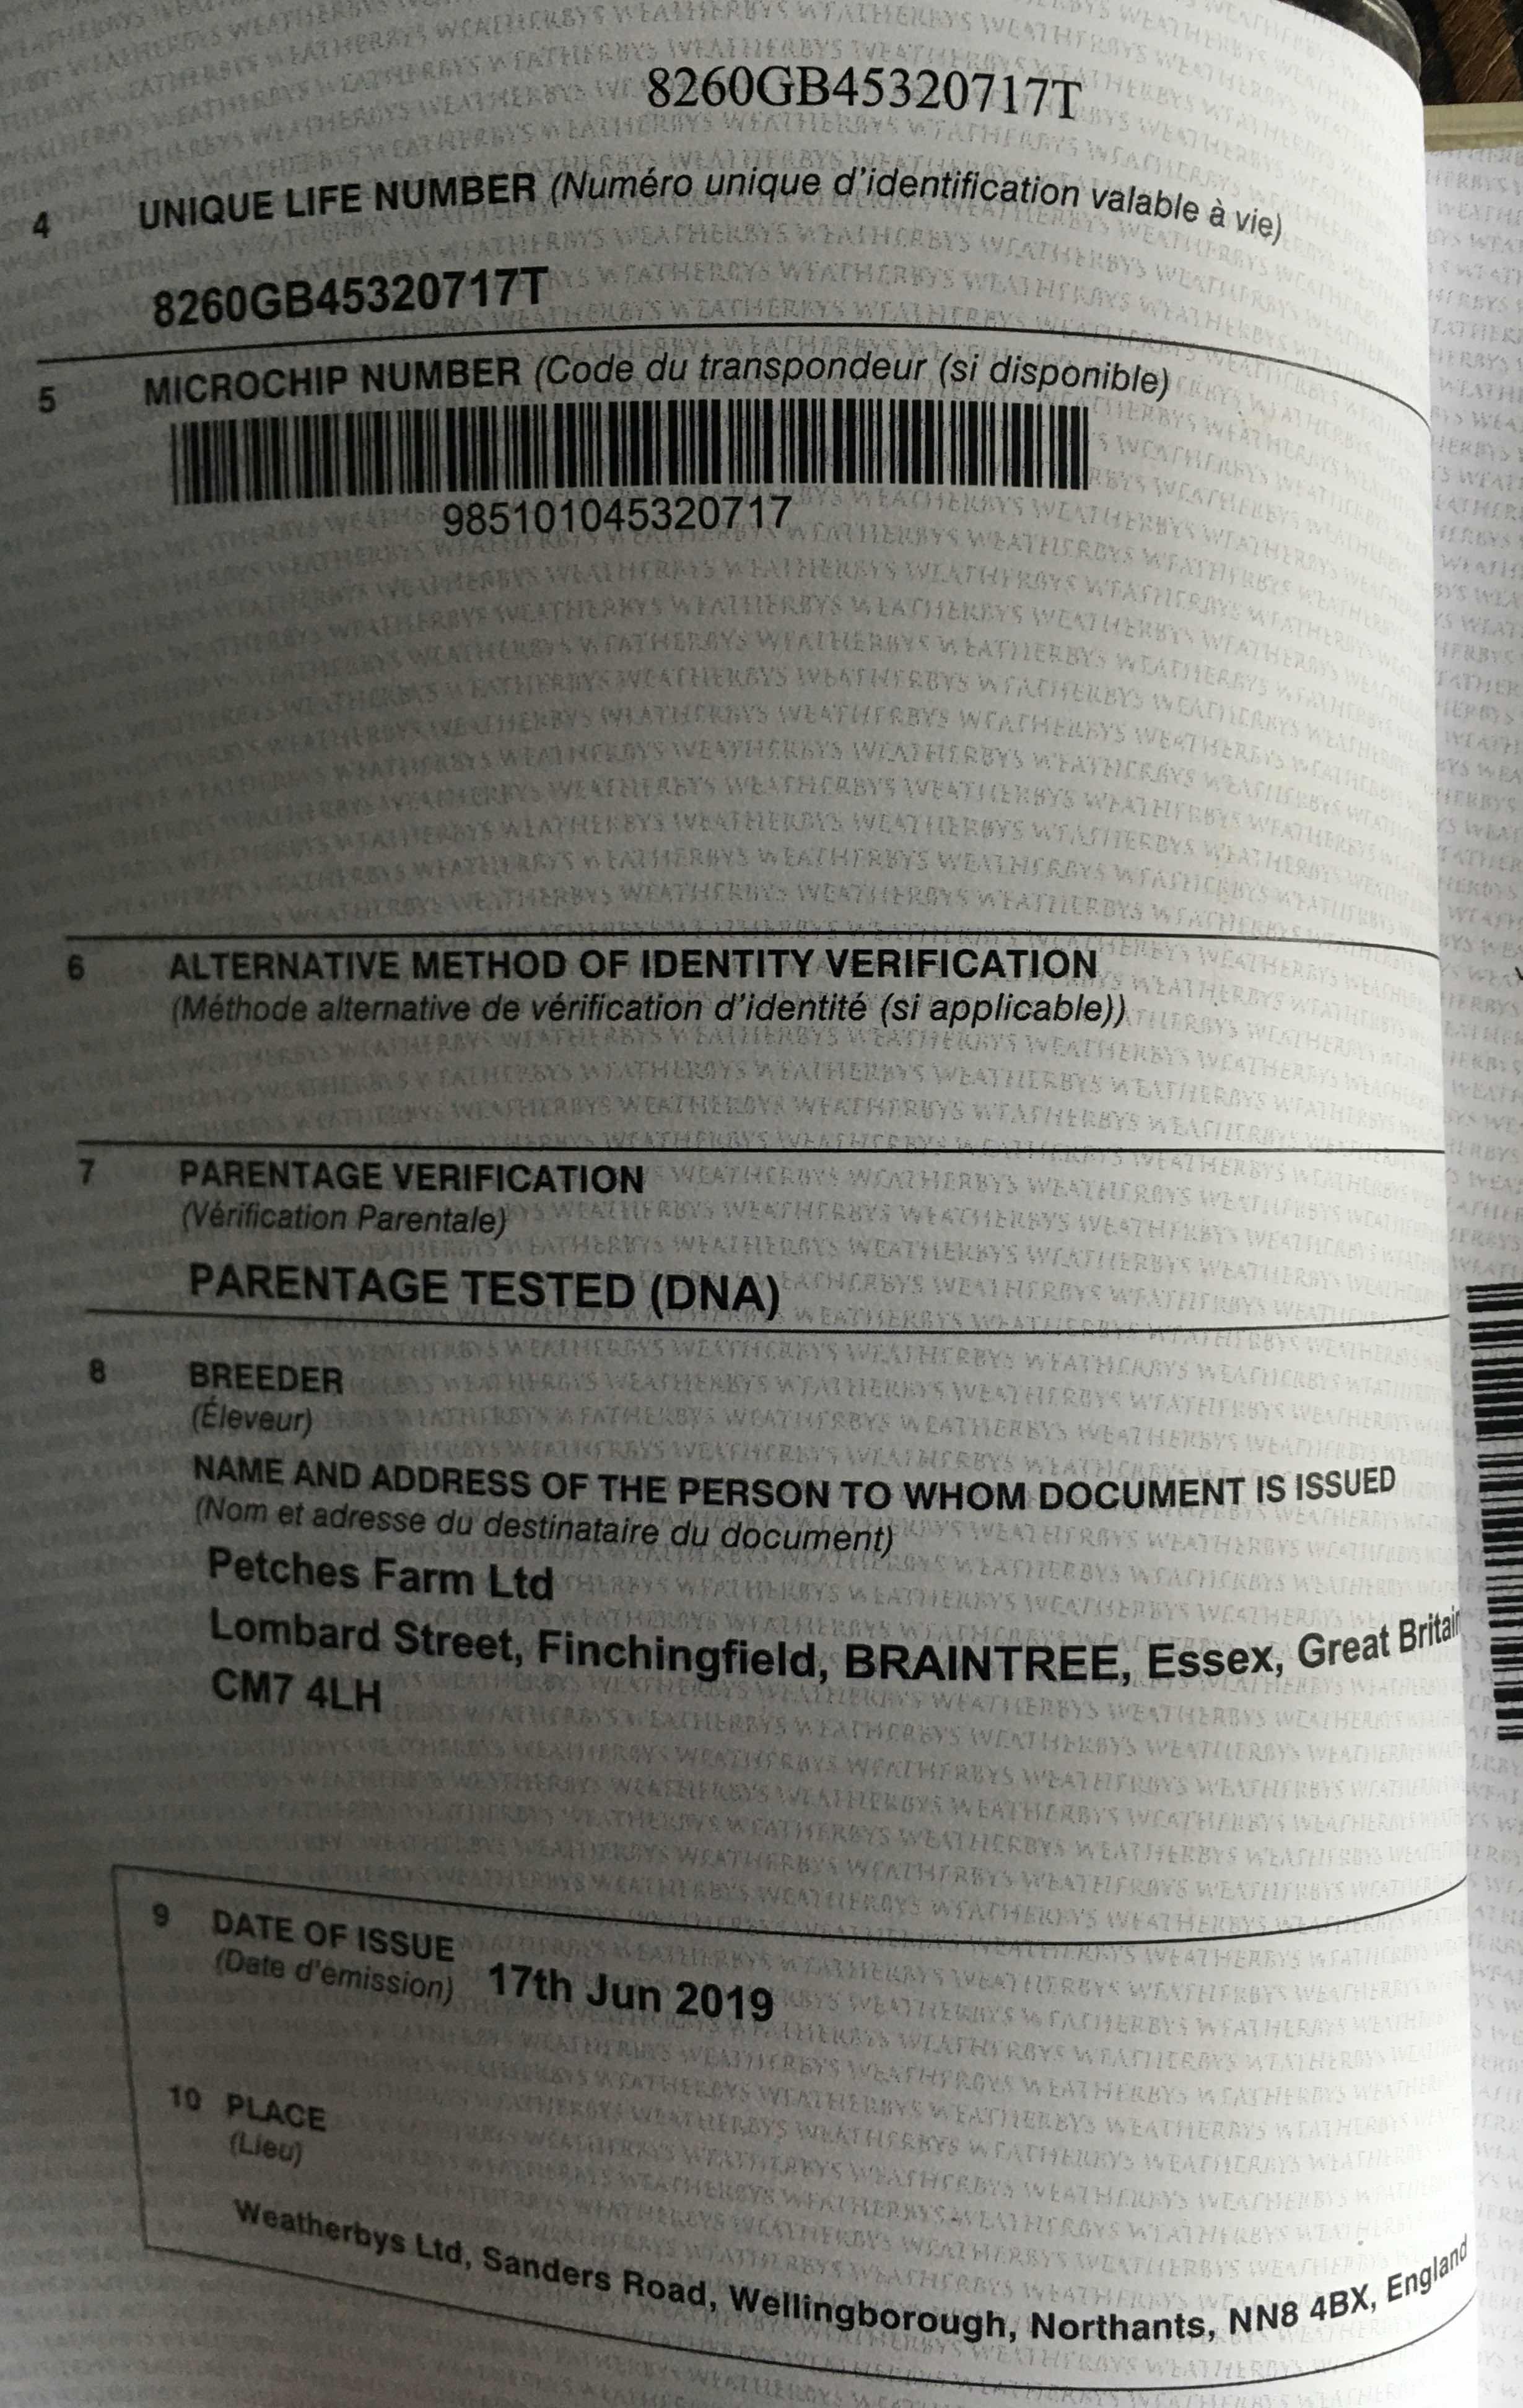 8260GB45320717T
4 UNIQUE LIFE NUMBER (Numéro unique d'identification valable à vie)
8260GB45320717T
5 MICROCHIP NUMBER (Code du transpondeur (si disponible)
985101045320717
6 ALTERNATIVE METHOD OF IDENTITY VERIFICATION
(Méthode alternative de vérification d'identité (si applicable))
7 PARENTAGE VERIFICATION
(Vérification Parentale)
PARENTAGE TESTED (DNA)
8 BREEDER
(Éleveur)
NAME AND ADDRESS OF THE PERSON TO WHOM DOCUMENT IS ISSUED
(Nom et adresse du destinataire du document)
Petches Farm Ltd
Lombard Street, Finchingfield, BRAINTREE, Essex, Great Britain
CM7 4LH
9 DATE OF ISSUE
(Date d'emission) 17th Jun 2019
10 PLACE
(Lieu)
Weatherbys Ltd, Sanders Road, Wellingborough, Northants, NN8 4BX, England